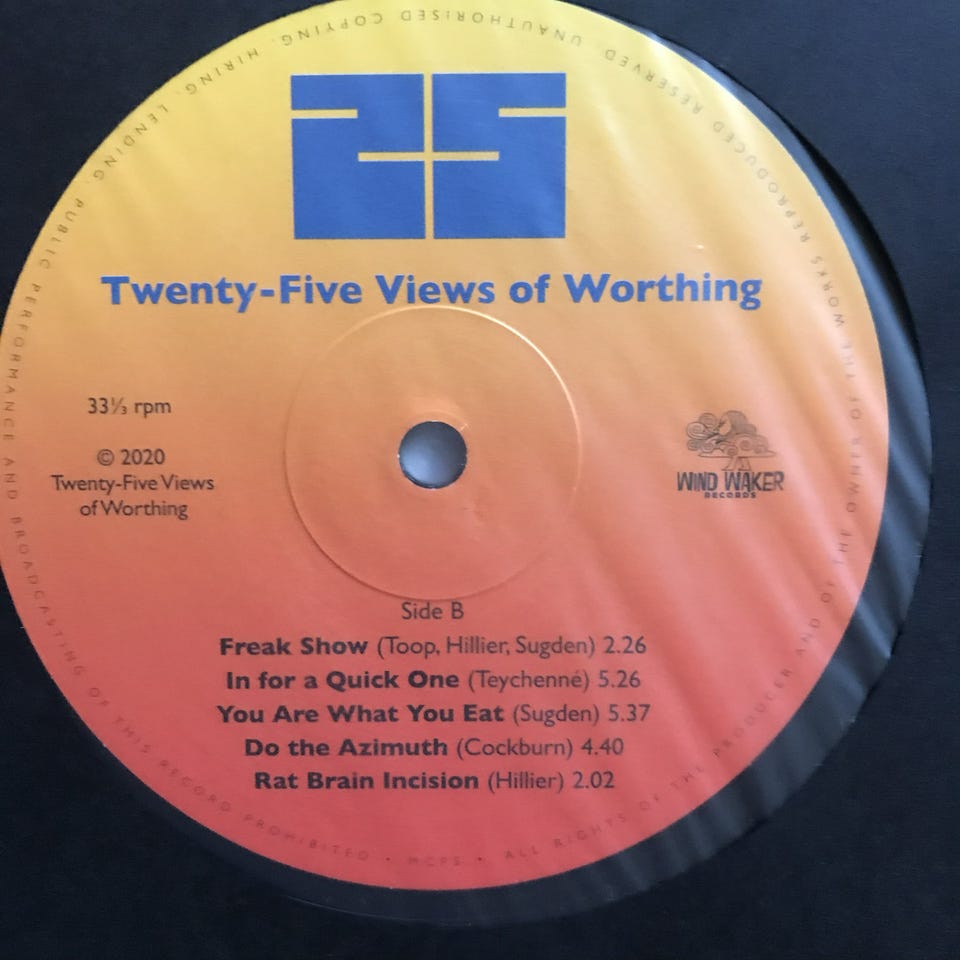 25
Twenty-Five Views of Worthing
33⅓ rpm
© 2020
Twenty-Five Views
of Worthing
WIND WAKER
RECORDS
Side B
Freak Show (Toop, Hillier, Sugden) 2.26
In for a Quick One (Teychenné) 5.26
You Are What You Eat (Sugden) 5.37
Do the Azimuth (Cockburn) 4.40
Rat Brain Incision (Hillier) 2.02
ALL RIGHTS OF THE PRODUCER AND OF THE OWNER OF THE WORKS REPRODUCED RESERVED. UNAUTHORISED COPYING, HIRING, LENDING, PUBLIC PERFORMANCE AND BROADCASTING OF THIS RECORD PROHIBITED • MCPS •